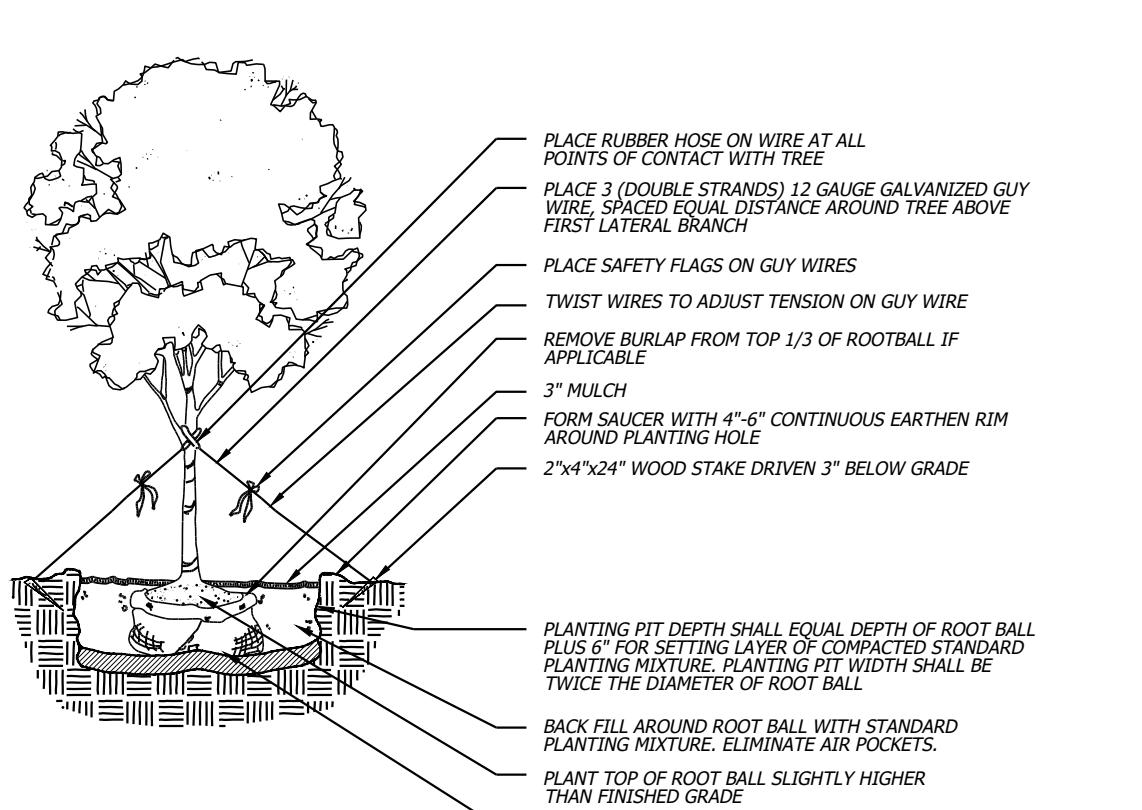 PLACE RUBBER HOSE ON WIRE AT ALL
POINTS OF CONTACT WITH TREE
PLACE 3 (DOUBLE STRANDS) 12 GAUGE GALVANIZED GUY
WIRE, SPACED EQUAL DISTANCE AROUND TREE ABOVE
FIRST LATERAL BRANCH
PLACE SAFETY FLAGS ON GUY WIRES
TWIST WIRES TO ADJUST TENSION ON GUY WIRE
REMOVE BURLAP FROM TOP 1/3 OF ROOTBALL IF
APPLICABLE
3" MULCH
FORM SAUCER WITH 4"-6" CONTINUOUS EARTHEN RIM
AROUND PLANTING HOLE
2"x4"x24" WOOD STAKE DRIVEN 3" BELOW GRADE
PLANTING PIT DEPTH SHALL EQUAL DEPTH OF ROOT BALL
PLUS 6" FOR SETTING LAYER OF COMPACTED STANDARD
PLANTING MIXTURE. PLANTING PIT WIDTH SHALL BE
TWICE THE DIAMETER OF ROOT BALL
BACK FILL AROUND ROOT BALL WITH STANDARD
PLANTING MIXTURE. ELIMINATE AIR POCKETS.
PLANT TOP OF ROOT BALL SLIGHTLY HIGHER
THAN FINISHED GRADE